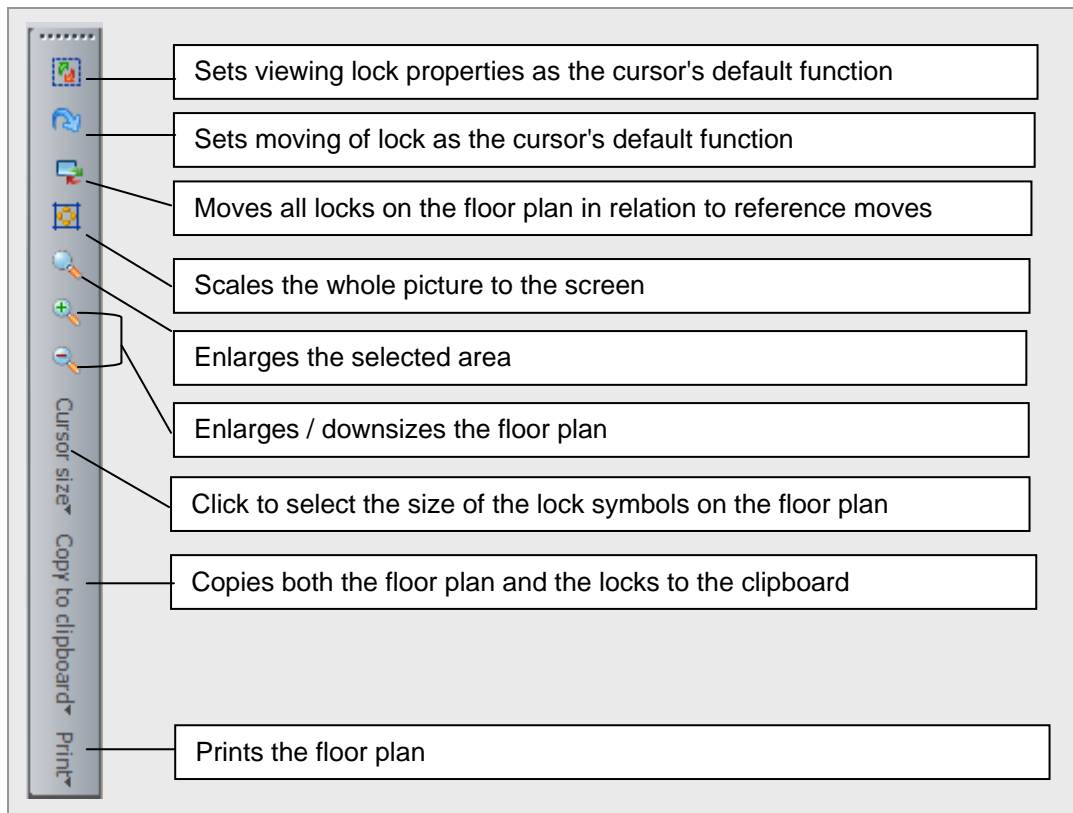 Sets viewing lock properties as the cursor's default function
Sets moving of lock as the cursor's default function
Moves all locks on the floor plan in relation to reference moves
Scales the whole picture to the screen
Enlarges the selected area
Enlarges / downsizes the floor plan
Cursor size
Click to select the size of the lock symbols on the floor plan
Copy to clipboard
Copies both the floor plan and the locks to the clipboard
Print
Prints the floor plan